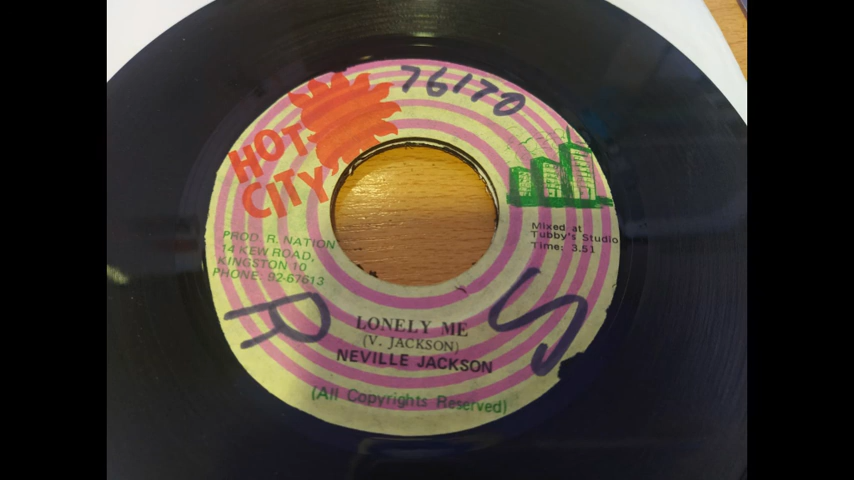 76170
HOT
CITY
PROD. R. NATION
14 KEW ROAD,
KINGSTON 10
PHONE: 92-67613
Mixed at
Tubby's Studio
Time: 3.51
R
S
LONELY ME
(V. JACKSON)
NEVILLE JACKSON
(All Copyrights Reserved)